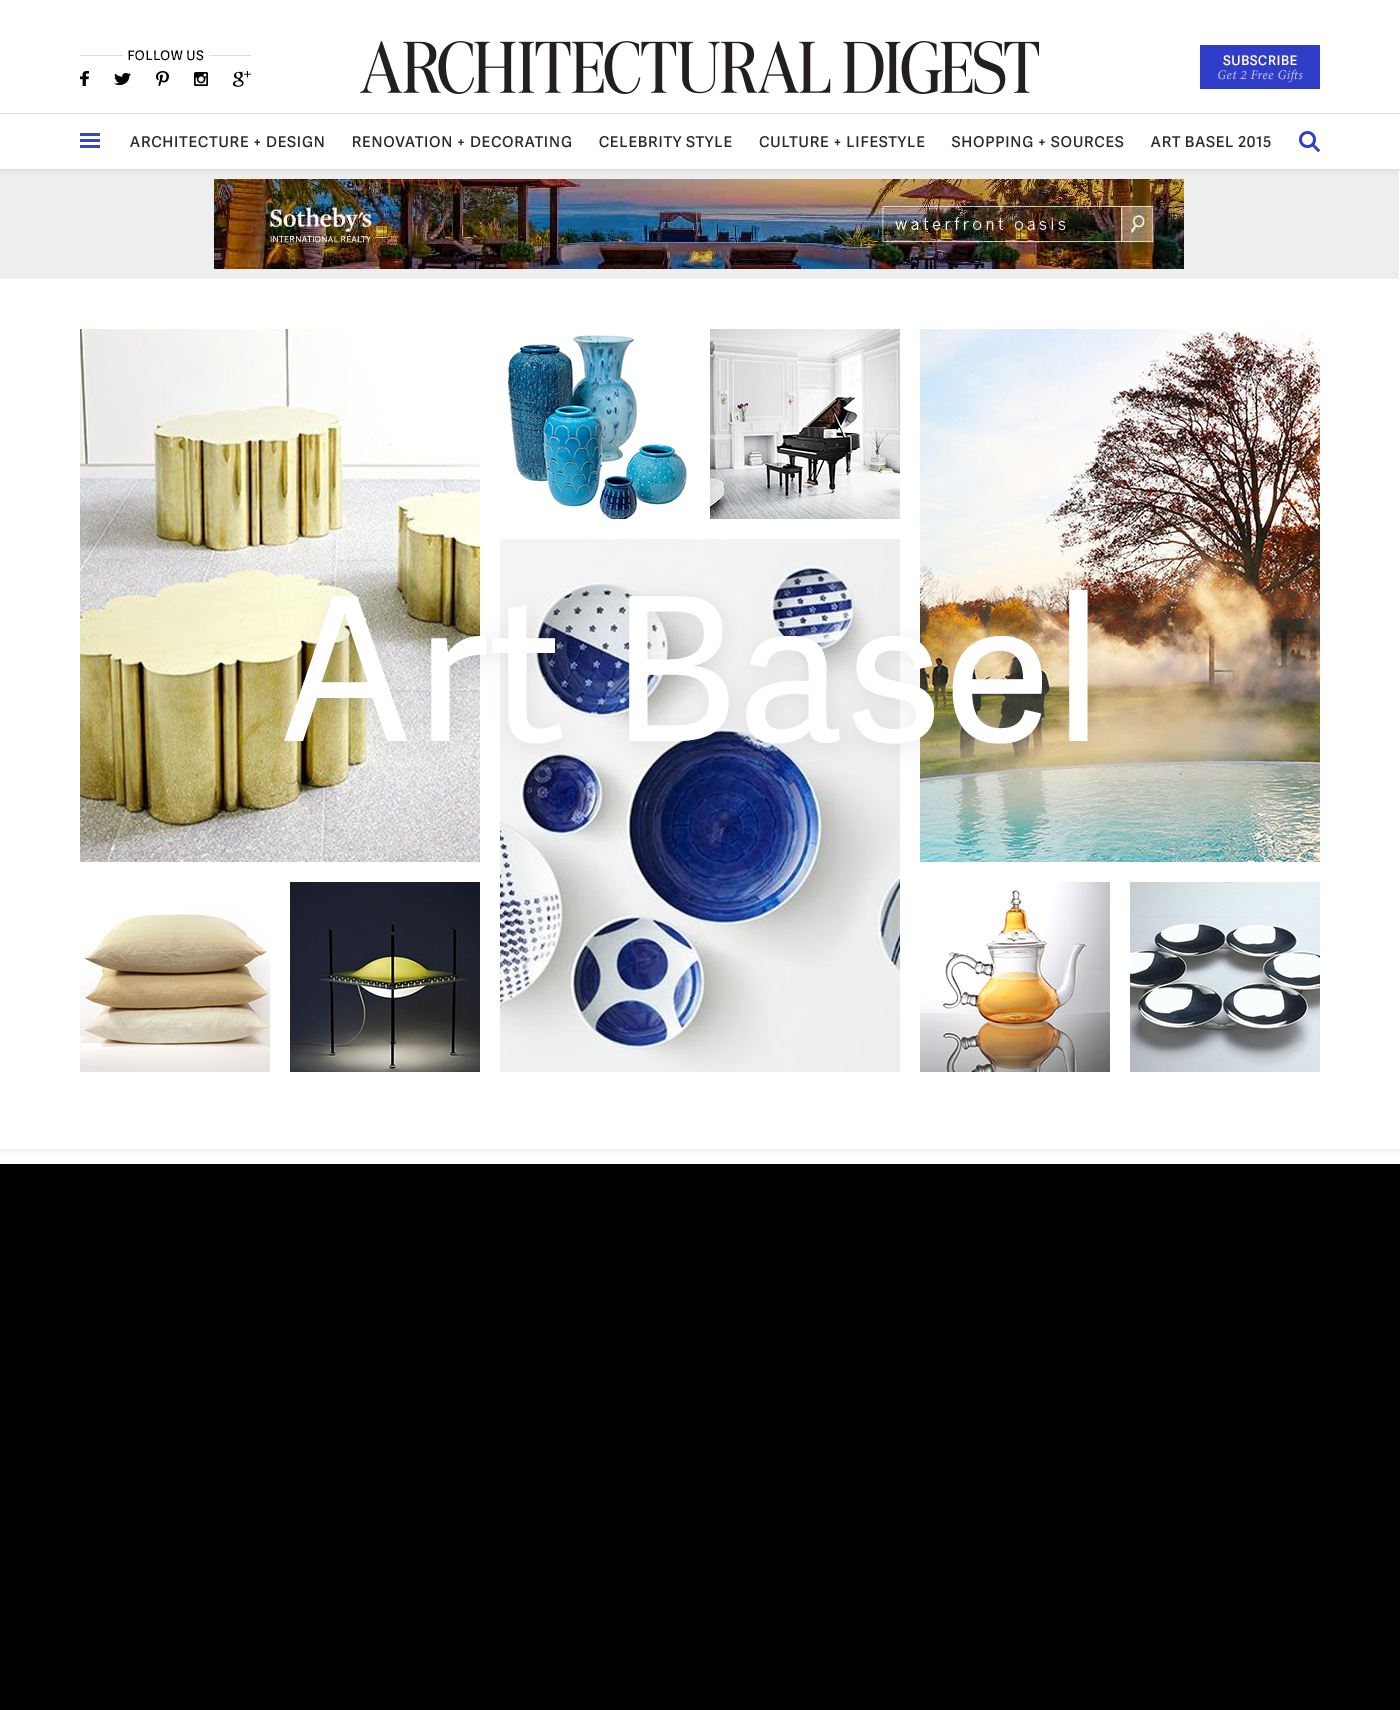 FOLLOW US
ARCHITECTURAL DIGEST
SUBSCRIBE
Get 2 Free Gifts
ARCHITECTURE + DESIGN RENOVATION + DECORATING CELEBRITY STYLE CULTURE + LIFESTYLE SHOPPING + SOURCES ART BASEL 2015
Sotheby's
INTERNATIONAL REALTY
waterfront oasis
Art Basel